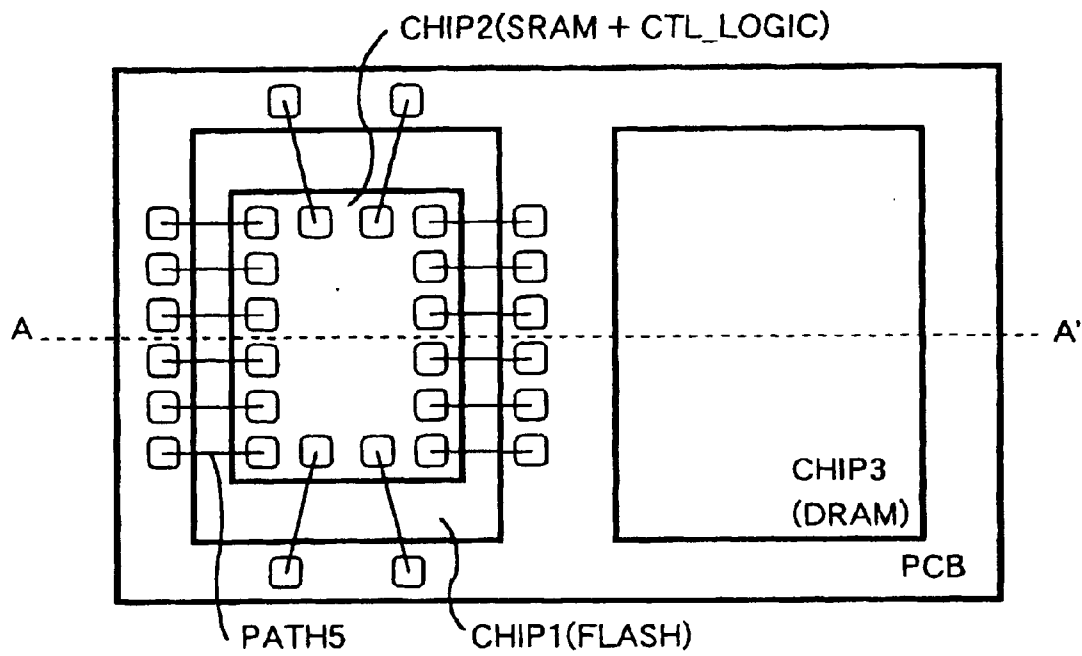 CHIP2(SRAM + CTL_LOGIC)
A
A'
CHIP3
(DRAM)
PCB
PATH5
CHIP1(FLASH)